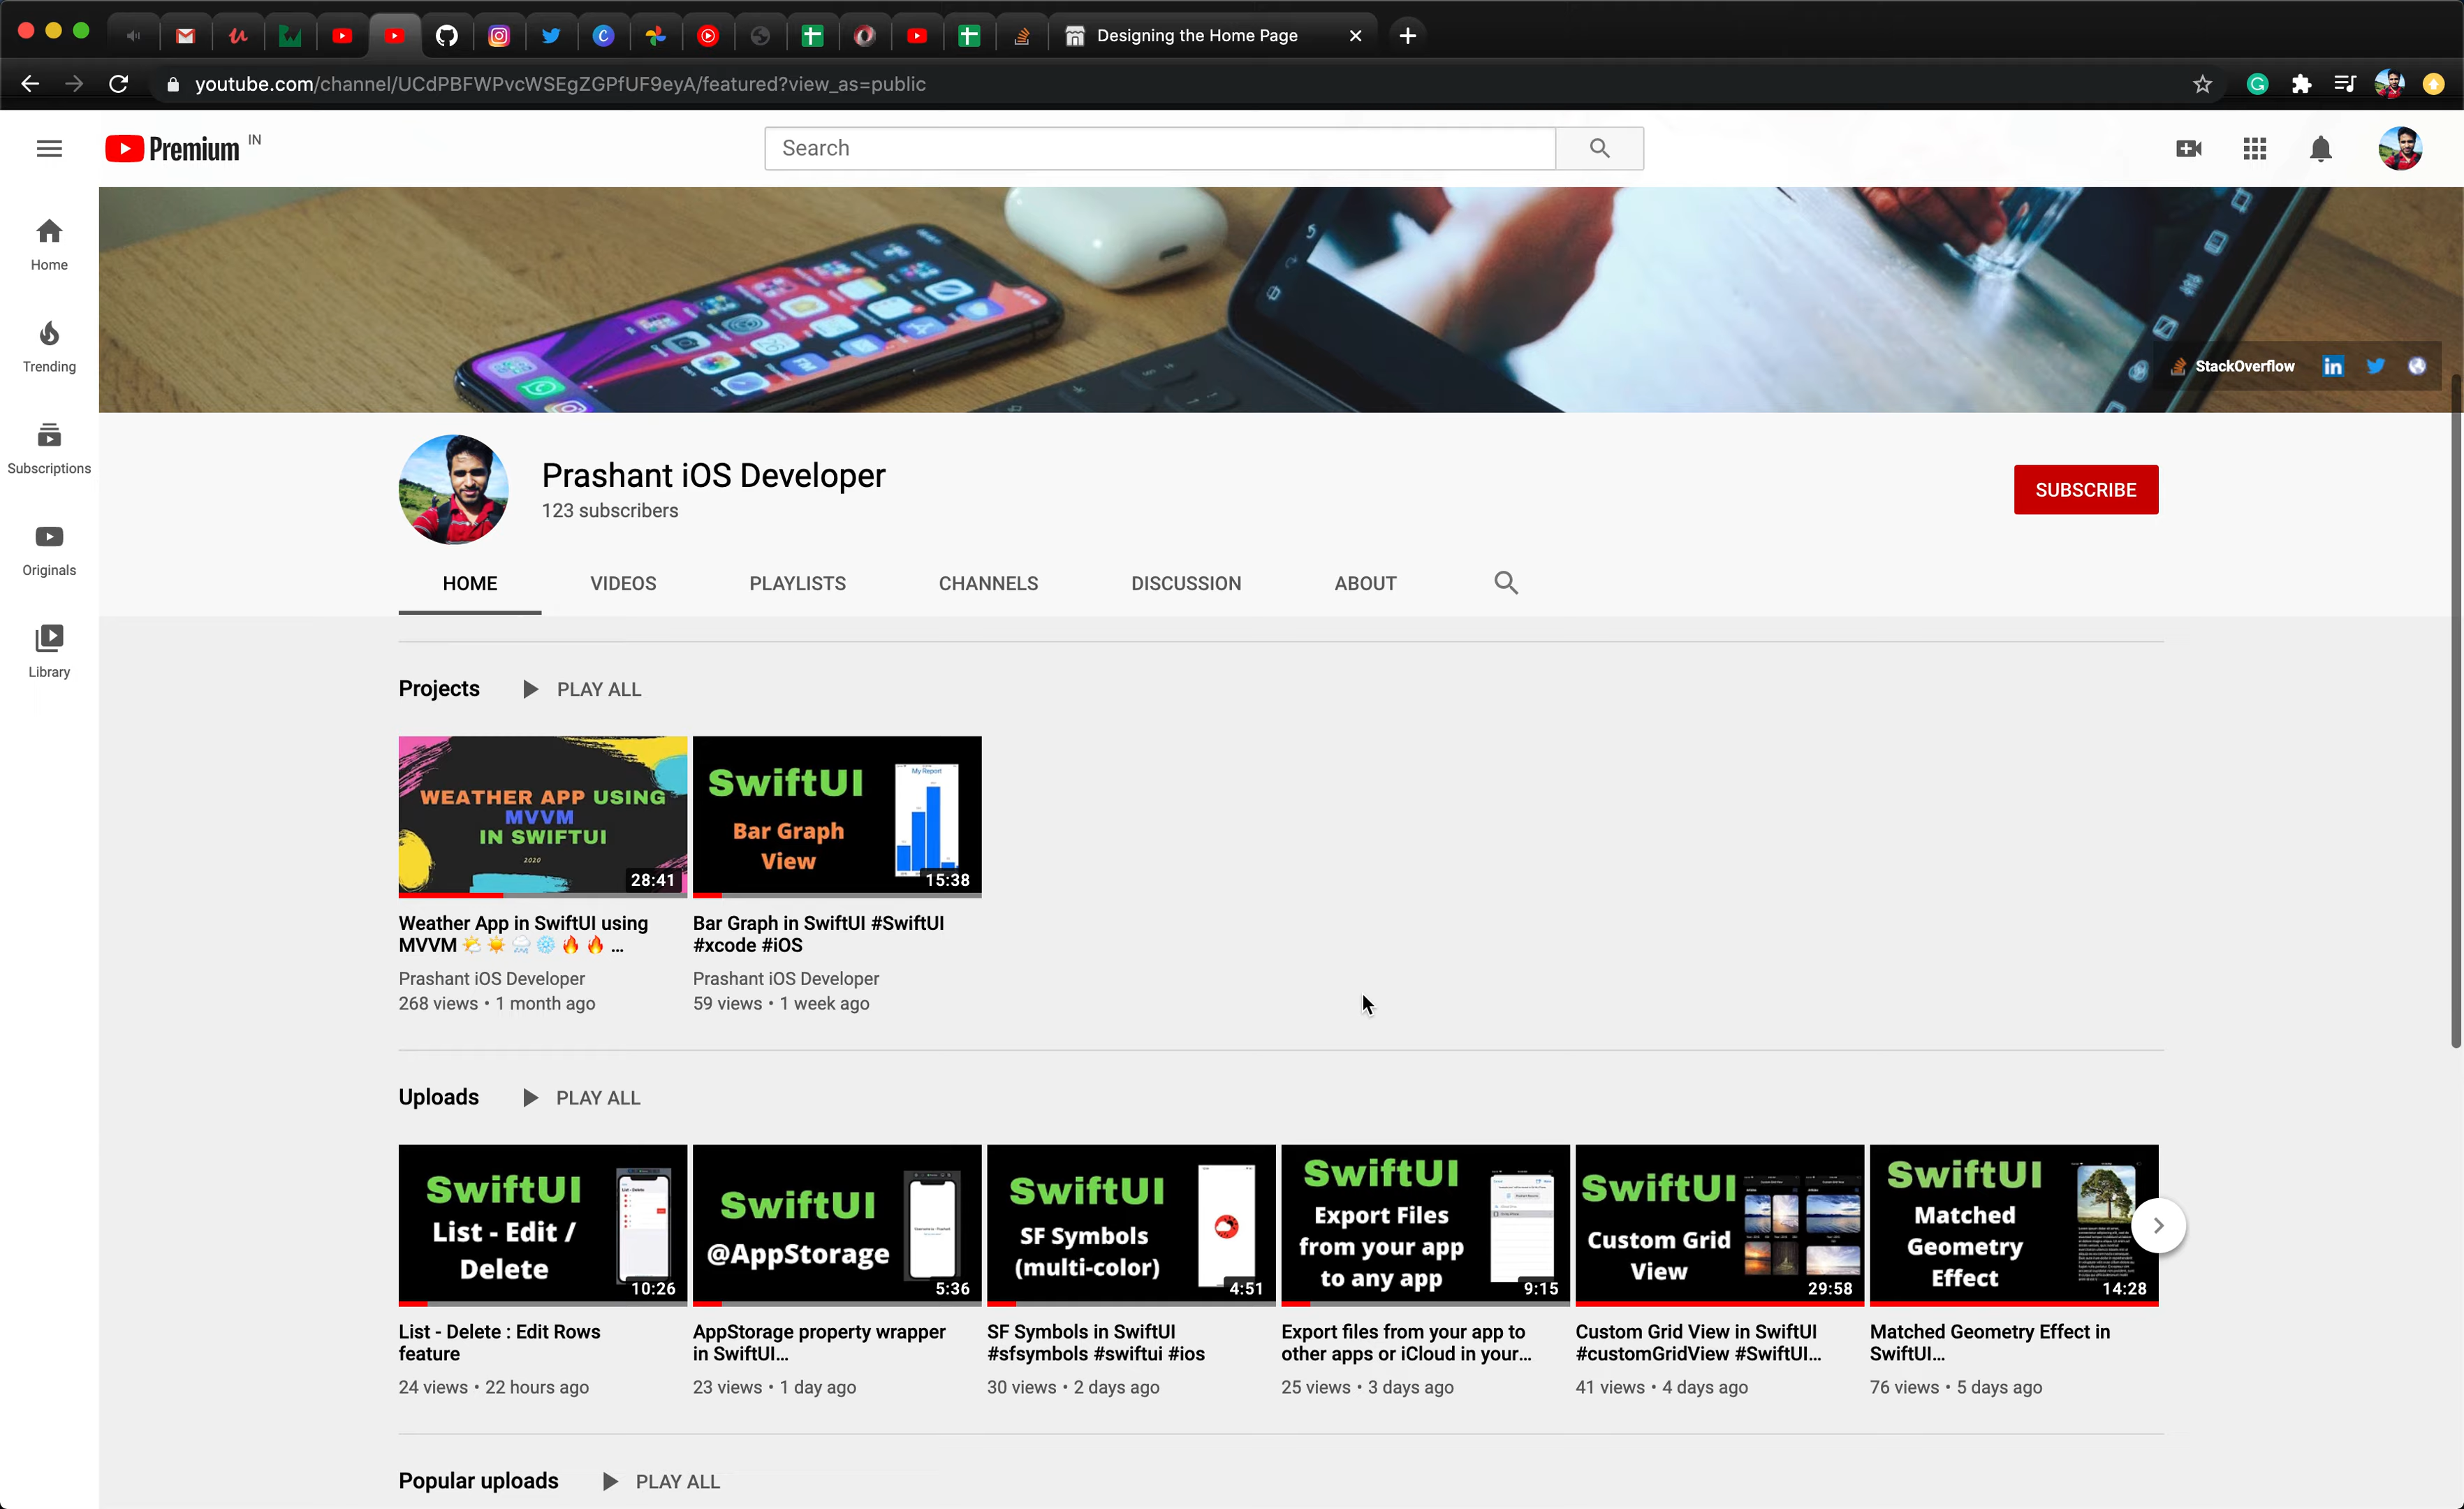 Designing the Home Page
youtube.com/channel/UCdPBFWPvcWSEgZGPfUF9eyA/featured?view_as=public
Premium IN
Search
Home
Trending
Subscriptions
Originals
Library
StackOverflow
Prashant iOS Developer
123 subscribers
SUBSCRIBE
HOME VIDEOS PLAYLISTS CHANNELS DISCUSSION ABOUT
Projects PLAY ALL
WEATHER APP USING
MVVM
IN SWIFTUI
2020
28:41
SwiftUI
Bar Graph
View
My Report
15:38
Weather App in SwiftUI using
MVVM 🌤️ ☀️ 🌧️ ❄️ 🔥 🔥 ...
Prashant iOS Developer
268 views • 1 month ago
Bar Graph in SwiftUI #SwiftUI
#xcode #iOS
Prashant iOS Developer
59 views • 1 week ago
Uploads PLAY ALL
SwiftUI
List - Edit /
Delete
10:26
SwiftUI
@AppStorage
5:36
SwiftUI
SF Symbols
(multi-color)
4:51
SwiftUI
Export Files
from your app
to any app
9:15
SwiftUI
Custom Grid
View
29:58
SwiftUI
Matched
Geometry
Effect
14:28
List - Delete : Edit Rows
feature
24 views • 22 hours ago
AppStorage property wrapper
in SwiftUI...
23 views • 1 day ago
SF Symbols in SwiftUI
#sfsymbols #swiftui #ios
30 views • 2 days ago
Export files from your app to
other apps or iCloud in your...
25 views • 3 days ago
Custom Grid View in SwiftUI
#customGridView #SwiftUI...
41 views • 4 days ago
Matched Geometry Effect in
SwiftUI...
76 views • 5 days ago
Popular uploads PLAY ALL